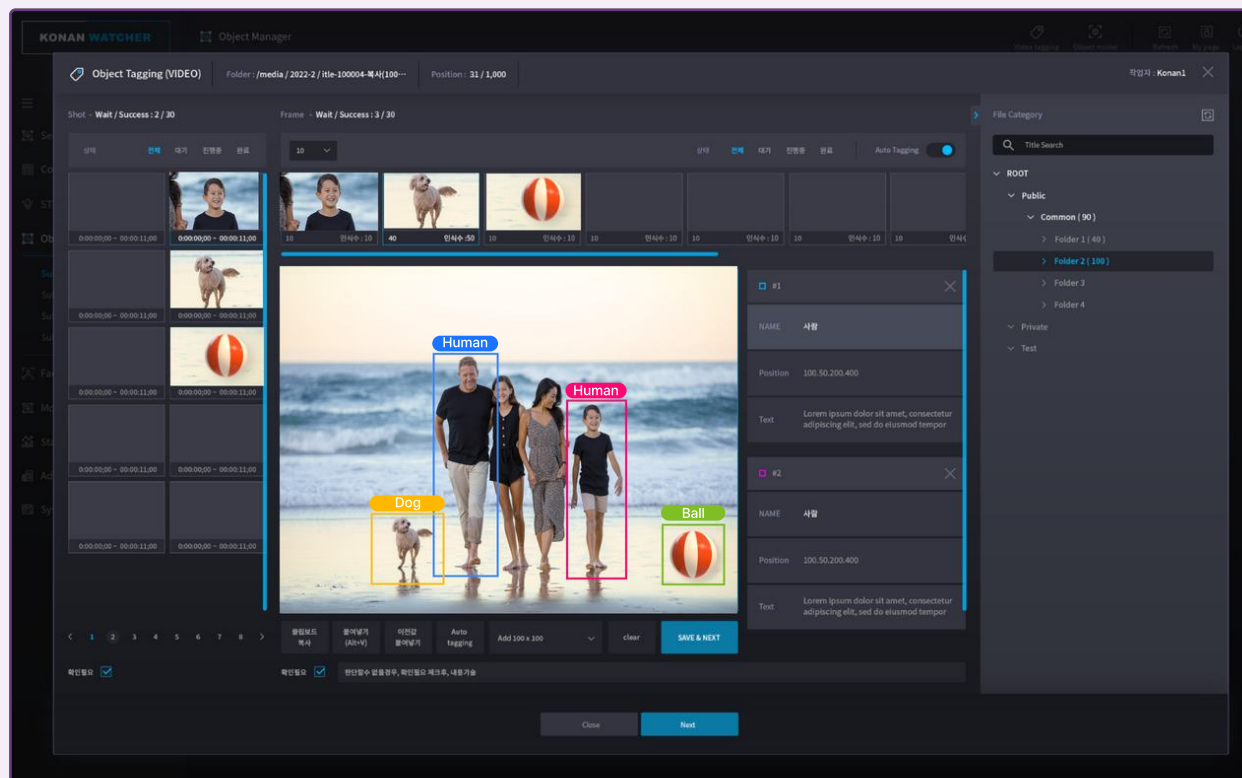 KONAN WATCHER
Object Manager
Video tagging
Object model
Refresh
My page
Object Tagging (VIDEO)
Folder : /media / 2022-2 / itle-100004-복사(100···
Position : 31 / 1,000
작업자 : Konan1
Shot - Wait / Success : 2 / 30
Frame - Wait / Success : 3 / 30
File Category
상태 전체 대기 진행중 완료
10
상태 전체 대기 진행중 완료
Auto Tagging
Title Search
ROOT
Public
Common ( 90 )
Folder 1 ( 40 )
Folder 2 ( 100 )
Folder 3
Folder 4
Private
Test
0:00:00;00 ~ 00:00:11;00 0:00:00;00 ~ 00:00:11;00
0:00:00;00 ~ 00:00:11;00 0:00:00;00 ~ 00:00:11;00
0:00:00;00 ~ 00:00:11;00 0:00:00;00 ~ 00:00:11;00
0:00:00;00 ~ 00:00:11;00 0:00:00;00 ~ 00:00:11;00
0:00:00;00 ~ 00:00:11;00 0:00:00;00 ~ 00:00:11;00
10 인식수 : 10
40 인식수 :50
10 인식수 : 10
10 인식수 : 10
10 인식수 : 10
10 인식수 : 10
10 인식수
Human
Human
Dog
Ball
#1
NAME 사람
Position 100.50.200.400
Text Lorem ipsum dolor sit amet, consectetur
adipiscing elit, sed do eiusmod tempor
#2
NAME 사람
Position 100.50.200.400
Text Lorem ipsum dolor sit amet, consectetur
adipiscing elit, sed do eiusmod tempor
1 2 3 4 5 6 7 8
클립보드
복사
붙여넣기
(Alt+V)
이전값
붙여넣기
Auto
tagging
Add 100 x 100
clear
SAVE & NEXT
확인필요
확인필요
판단할수 없을경우, 확인필요 체크후, 내용기술
Close
Next